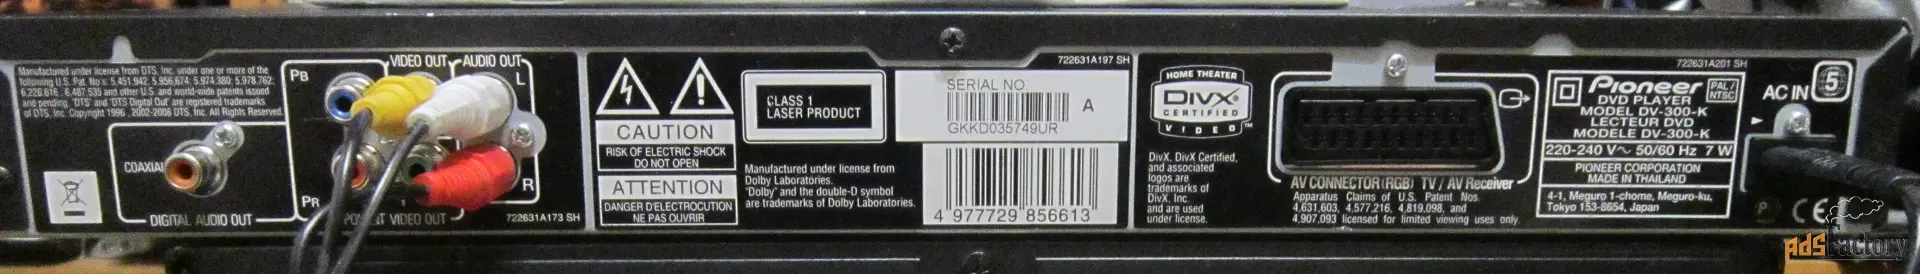 Manufactured under license from DTS, Inc. under one or more of the
following U.S. Pat. No's: 5,451,942, 5,956,674, 5,974,380, 5,978,762,
6,226,616, 6,487,535 and other U.S. and world-wide patents issued
and pending. "DTS" and "DTS Digital Out" are registered trademarks
of DTS, Inc. Copyright 1996, 2002-2006 DTS, Inc. All Rights Reserved.
COAXIAL
DIGITAL AUDIO OUT
VIDEO OUT
AUDIO OUT
PB
L
PR
R
VIDEO OUT
722631A173 SH
CAUTION
RISK OF ELECTRIC SHOCK
DO NOT OPEN
ATTENTION
DANGER D'ELECTROCUTION
NE PAS OUVRIR
CLASS 1
LASER PRODUCT
Manufactured under license from
Dolby Laboratories.
"Dolby" and the double-D symbol
are trademarks of Dolby Laboratories.
722631A197 SH
SERIAL NO
A
GKKD035749UR
4 977729 856613
HOME THEATER
DIVX
CERTIFIED
VIDEO™
DivX, DivX Certified,
and associated
logos are
trademarks of
DivX, Inc.
and are used
under license.
AV CONNECTOR (RGB) TV / AV Receiver
Apparatus Claims of U.S. Patent Nos.
4,631,603, 4,577,216, 4,819,098, and
4,907,093 licensed for limited viewing uses only.
722631A201 SH
Pioneer
PAL/
NTSC
DVD PLAYER
MODEL DV-300-K
LECTEUR DVD
MODELE DV-300-K
220-240 V~ 50/60 Hz 7 W
PIONEER CORPORATION
MADE IN THAILAND
4-1, Meguro 1-chome, Meguro-ku,
Tokyo 153-8654, Japan
AC IN
5
CE
AdsFactory